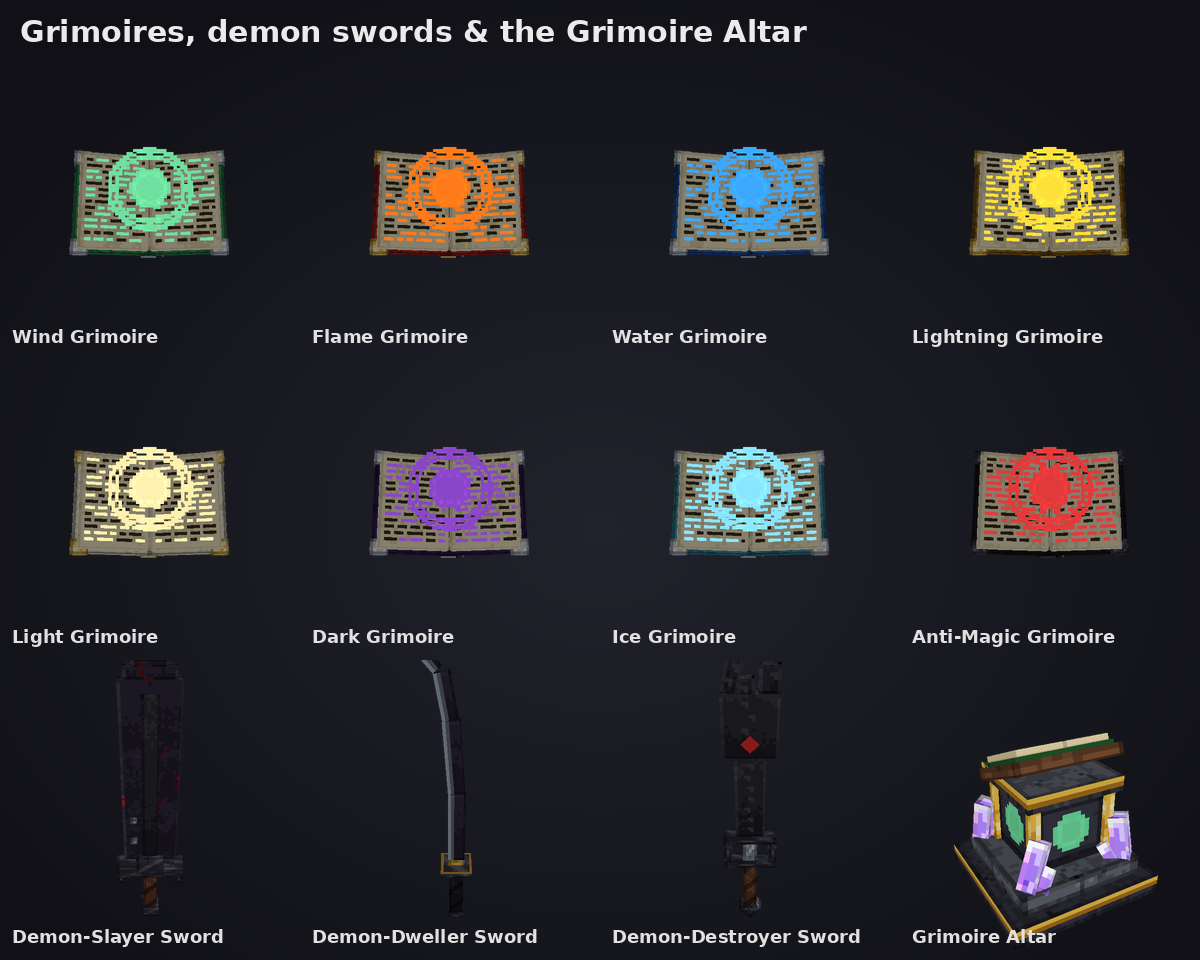 Grimoires, demon swords & the Grimoire Altar
Wind Grimoire
Flame Grimoire
Water Grimoire
Lightning Grimoire
Light Grimoire
Dark Grimoire
Ice Grimoire
Anti-Magic Grimoire
Demon-Slayer Sword
Demon-Dweller Sword
Demon-Destroyer Sword
Grimoire Altar